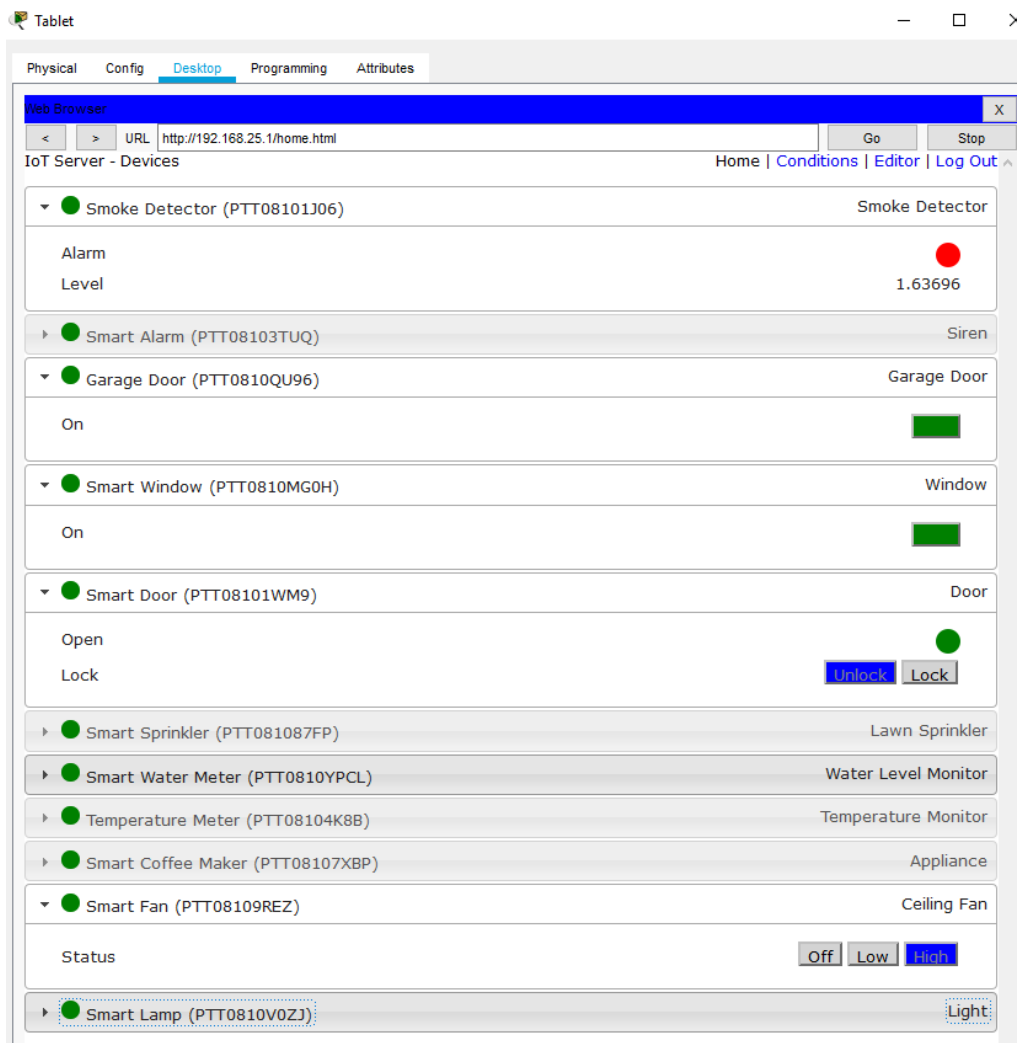 Tablet
Physical Config Desktop Programming Attributes
Web Browser X
< > URL http://192.168.25.1/home.html Go Stop
IoT Server - Devices Home | Conditions | Editor | Log Out
Smoke Detector (PTT08101J06) Smoke Detector
Alarm
Level 1.63696
Smart Alarm (PTT08103TUQ) Siren
Garage Door (PTT0810QU96) Garage Door
On
Smart Window (PTT0810MG0H) Window
On
Smart Door (PTT08101WM9) Door
Open
Lock Unlock Lock
Smart Sprinkler (PTT081087FP) Lawn Sprinkler
Smart Water Meter (PTT0810YPCL) Water Level Monitor
Temperature Meter (PTT08104K8B) Temperature Monitor
Smart Coffee Maker (PTT08107XBP) Appliance
Smart Fan (PTT08109REZ) Ceiling Fan
Status Off Low High
Smart Lamp (PTT0810V0ZJ) Light